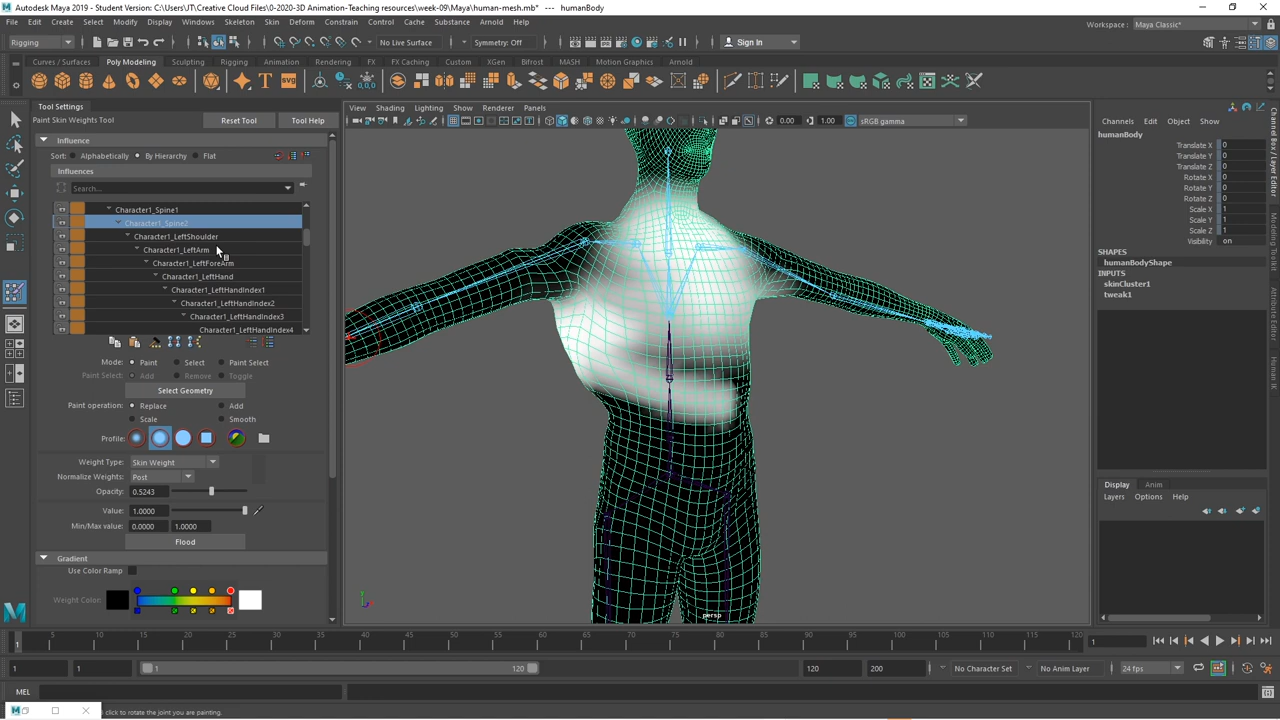 Autodesk Maya 2019 - Student Version: C:\Users\JT\Creative Cloud Files\0-2020-3D Animation-Teaching resources\week-09\Maya\human-mesh.mb* --- humanBody
File Edit Create Select Modify Display Windows Skeleton Skin Deform Constrain Control Cache Substance Arnold Help
Workspace: Maya Classic*
Rigging No Live Surface Symmetry: Off Sign In
Curves / Surfaces Poly Modeling Sculpting Rigging Animation Rendering FX FX Caching Custom XGen Bifrost MASH Motion Graphics Arnold
Tool Settings
Paint Skin Weights Tool Reset Tool Tool Help
Influence
Sort: Alphabetically By Hierarchy Flat
Influences
Search...
Character1_Spine1
Character1_Spine2
Character1_LeftShoulder
Character1_LeftArm
Character1_LeftForeArm
Character1_LeftHand
Character1_LeftHandIndex1
Character1_LeftHandIndex2
Character1_LeftHandIndex3
Character1_LeftHandIndex4
Mode: Paint Select Paint Select
Paint Select: Add Remove Toggle
Select Geometry
Paint operation: Replace Add
Scale Smooth
Profile:
Weight Type: Skin Weight
Normalize Weights: Post
Opacity: 0.5243
Value: 1.0000
Min/Max value: 0.0000 1.0000
Flood
Gradient
Use Color Ramp
Weight Color:
View Shading Lighting Show Renderer Panels
0.00 1.00 sRGB gamma
persp
Channels Edit Object Show
humanBody
Translate X 0
Translate Y 0
Translate Z 0
Rotate X 0
Rotate Y 0
Rotate Z 0
Scale X 1
Scale Y 1
Scale Z 1
Visibility on
SHAPES
humanBodyShape
INPUTS
skinCluster1
tweak1
Display Anim
Layers Options Help
Channel Box / Layer Editor
Modeling Toolkit
Attribute Editor
Human IK
5 10 15 20 25 30 35 40 45 50 55 60 65 70 75 80 85 90 95 100 105 110 115 120 1
1 1 1 120 120 200 No Character Set No Anim Layer 24 fps
MEL
click to rotate the joint you are painting.